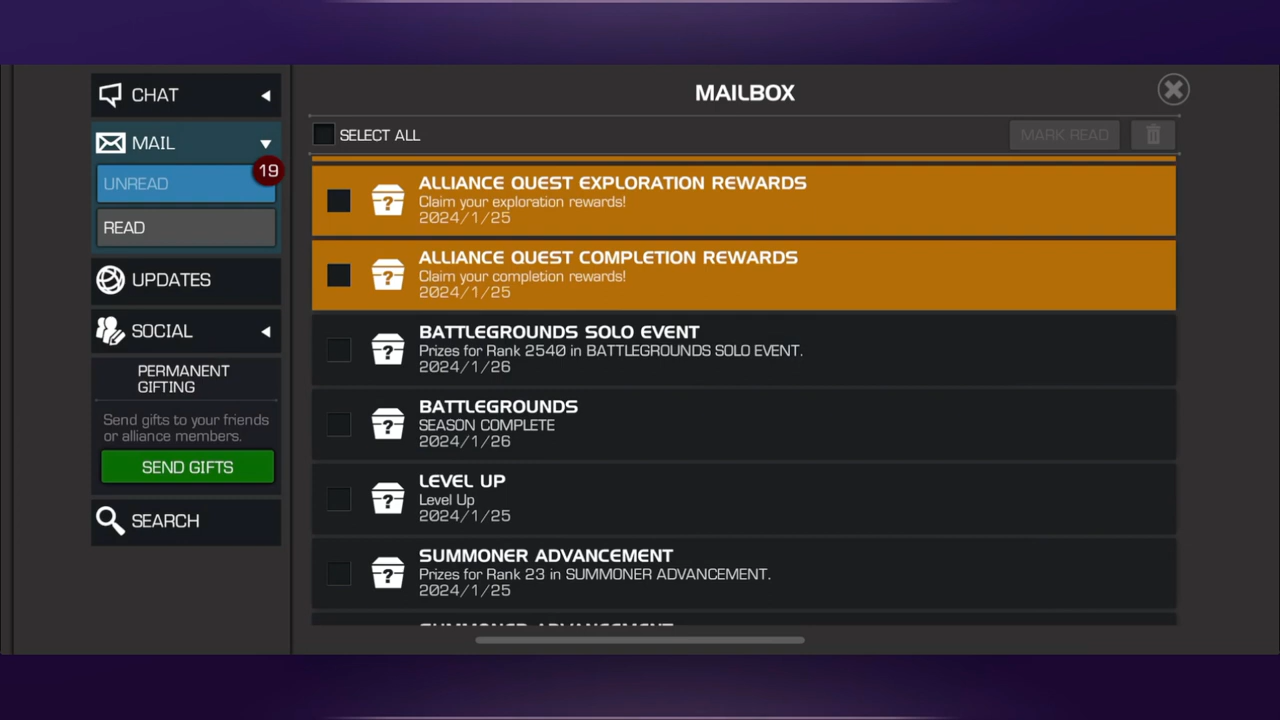 CHAT
MAIL
19
UNREAD
READ
UPDATES
SOCIAL
PERMANENT
GIFTING
Send gifts to your friends
or alliance members.
SEND GIFTS
SEARCH
MAILBOX
SELECT ALL
MARK READ
ALLIANCE QUEST EXPLORATION REWARDS
Claim your exploration rewards!
2024/1/25
ALLIANCE QUEST COMPLETION REWARDS
Claim your completion rewards!
2024/1/25
BATTLEGROUNDS SOLO EVENT
Prizes for Rank 2540 in BATTLEGROUNDS SOLO EVENT.
2024/1/26
BATTLEGROUNDS
SEASON COMPLETE
2024/1/26
LEVEL UP
Level Up
2024/1/25
SUMMONER ADVANCEMENT
Prizes for Rank 23 in SUMMONER ADVANCEMENT.
2024/1/25